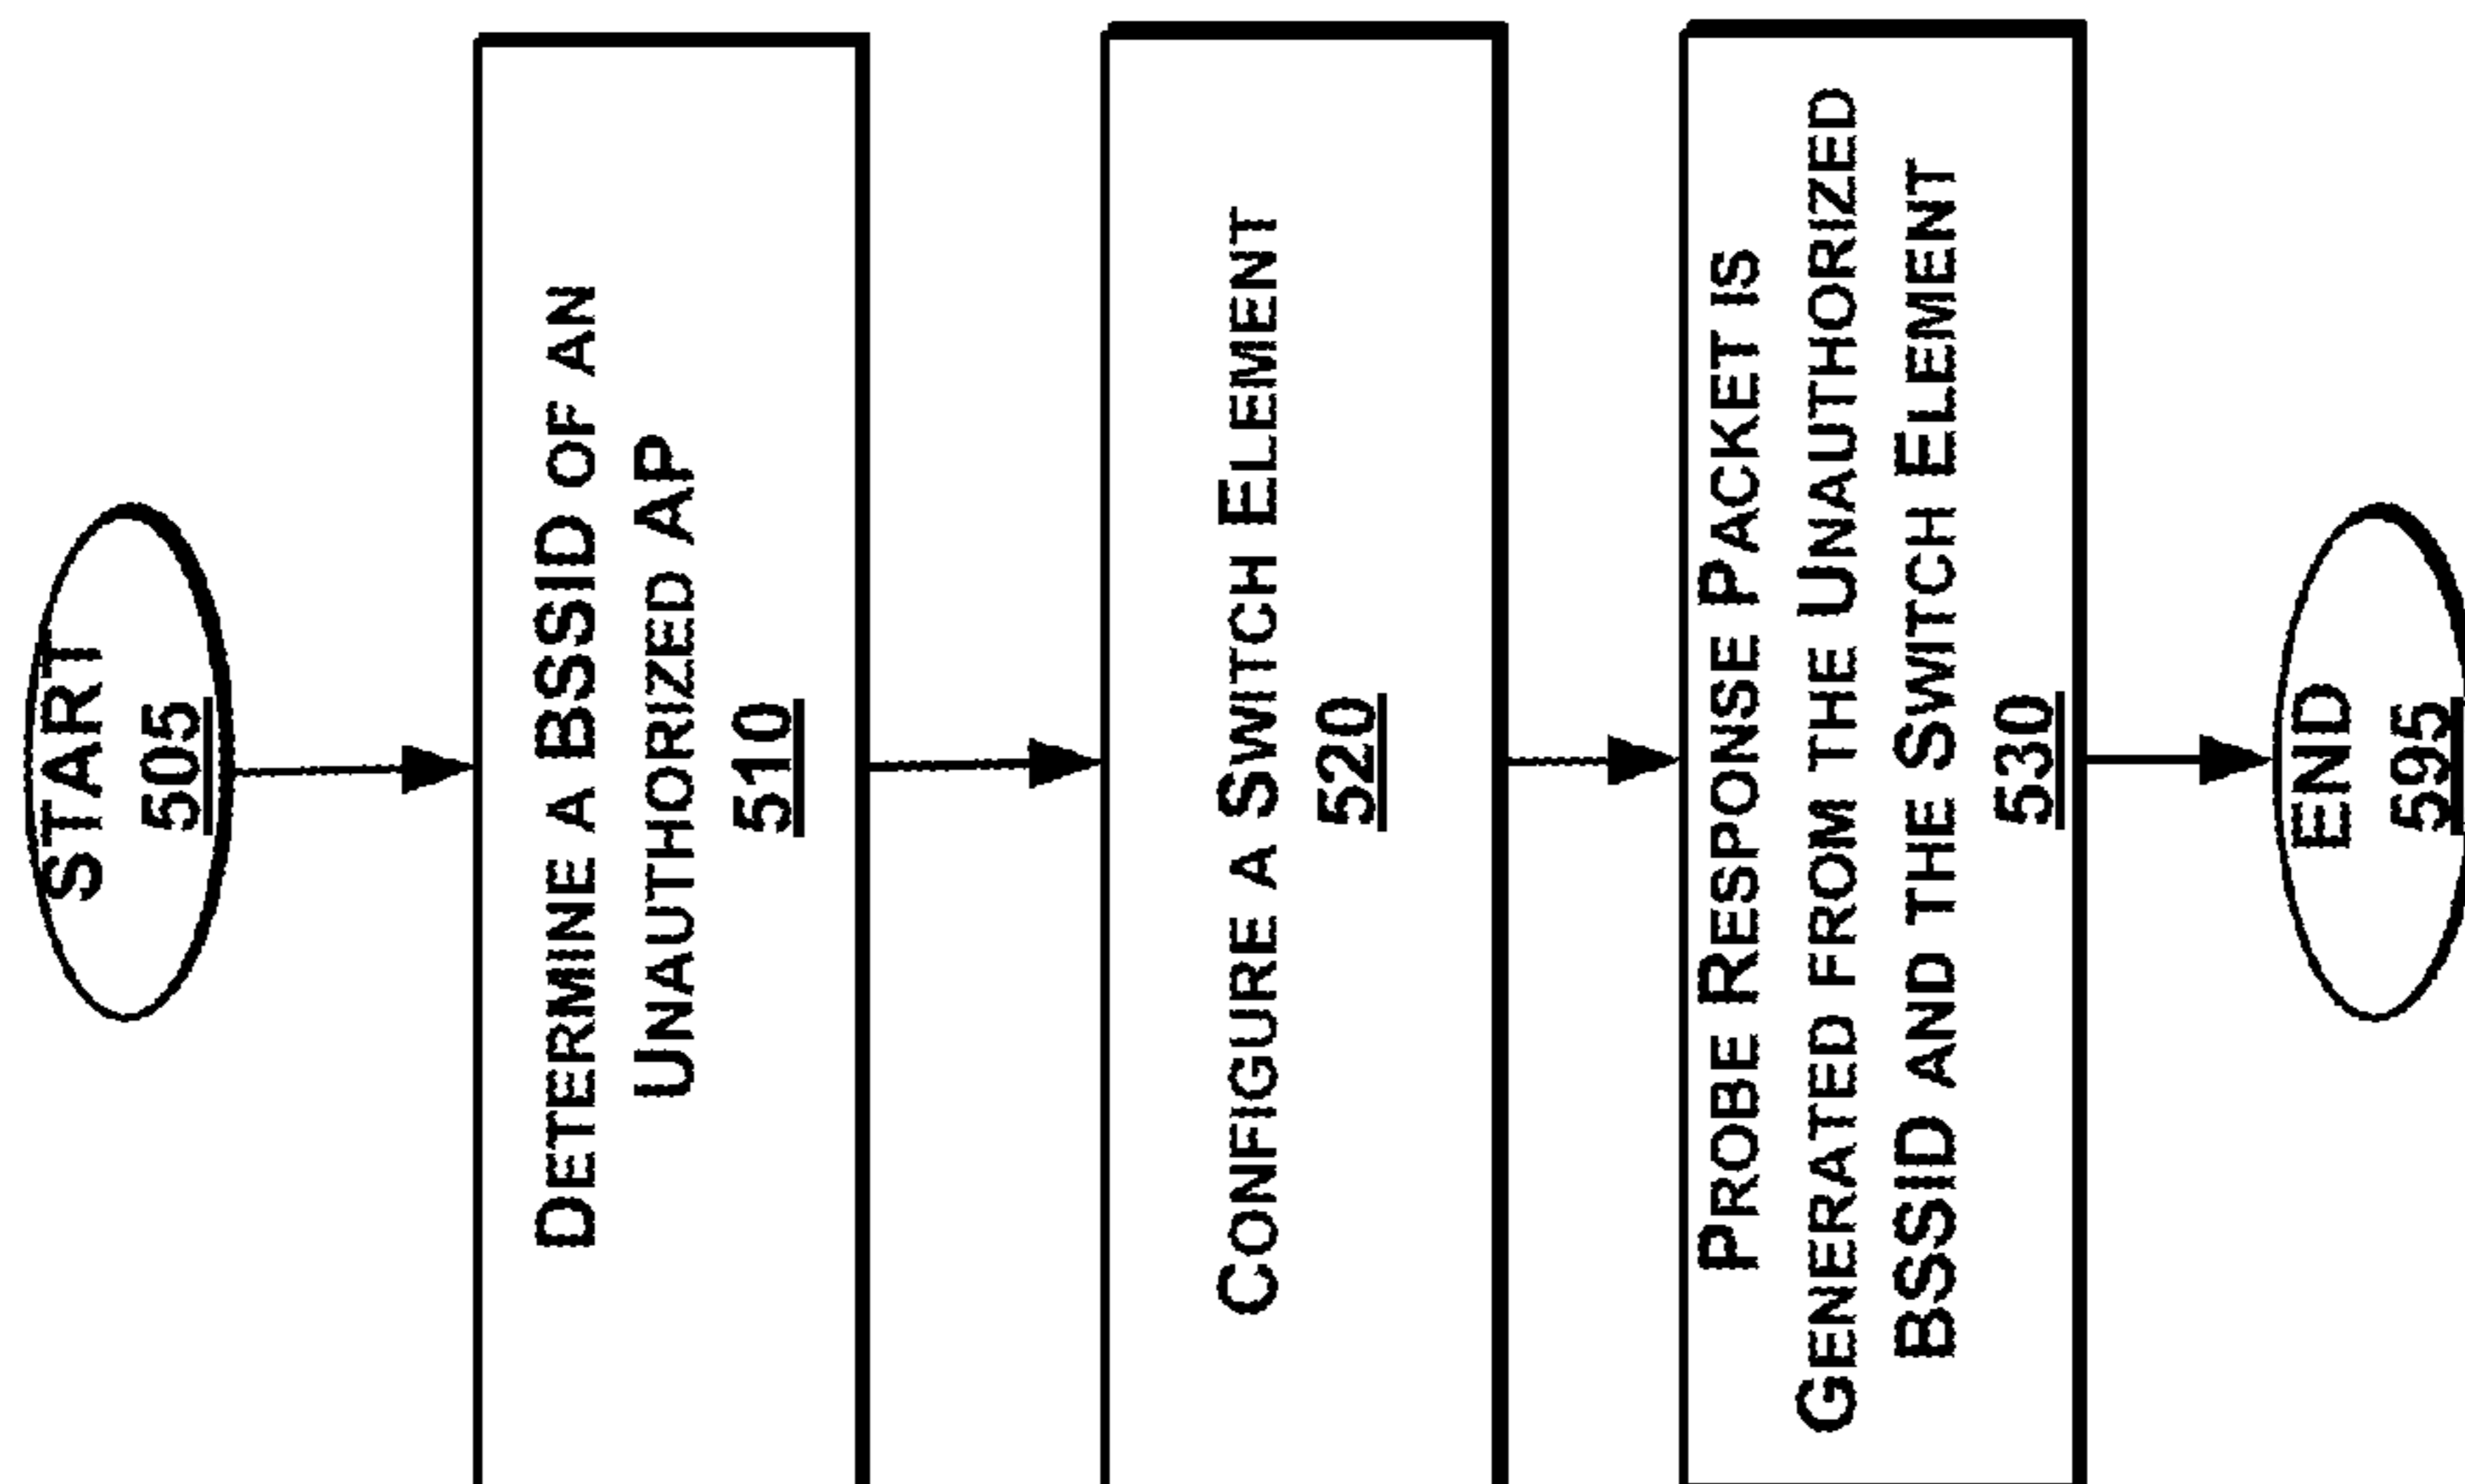 START
505
DETERMINE A BSSID OF AN
UNAUTHORIZED AP
510
CONFIGURE A SWITCH ELEMENT
520
PROBE RESPONSE PACKET IS
GENERATED FROM THE UNAUTHORIZED
BSSID AND THE SWITCH ELEMENT
530
END
595